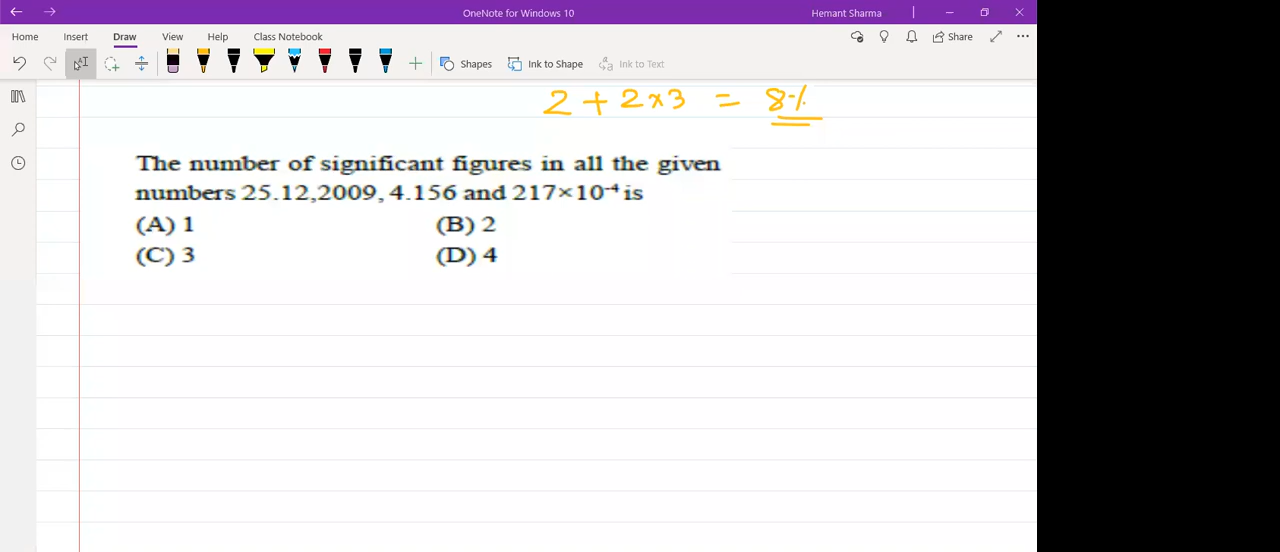 OneNote for Windows 10
Hemant Sharma
Home Insert Draw View Help Class Notebook
Share
Shapes
Ink to Shape
Ink to Text
2 + 2 × 3 = 8%
The number of significant figures in all the given
numbers 25.12,2009, 4.156 and 217×10⁻⁴ is
(A) 1 (B) 2
(C) 3 (D) 4